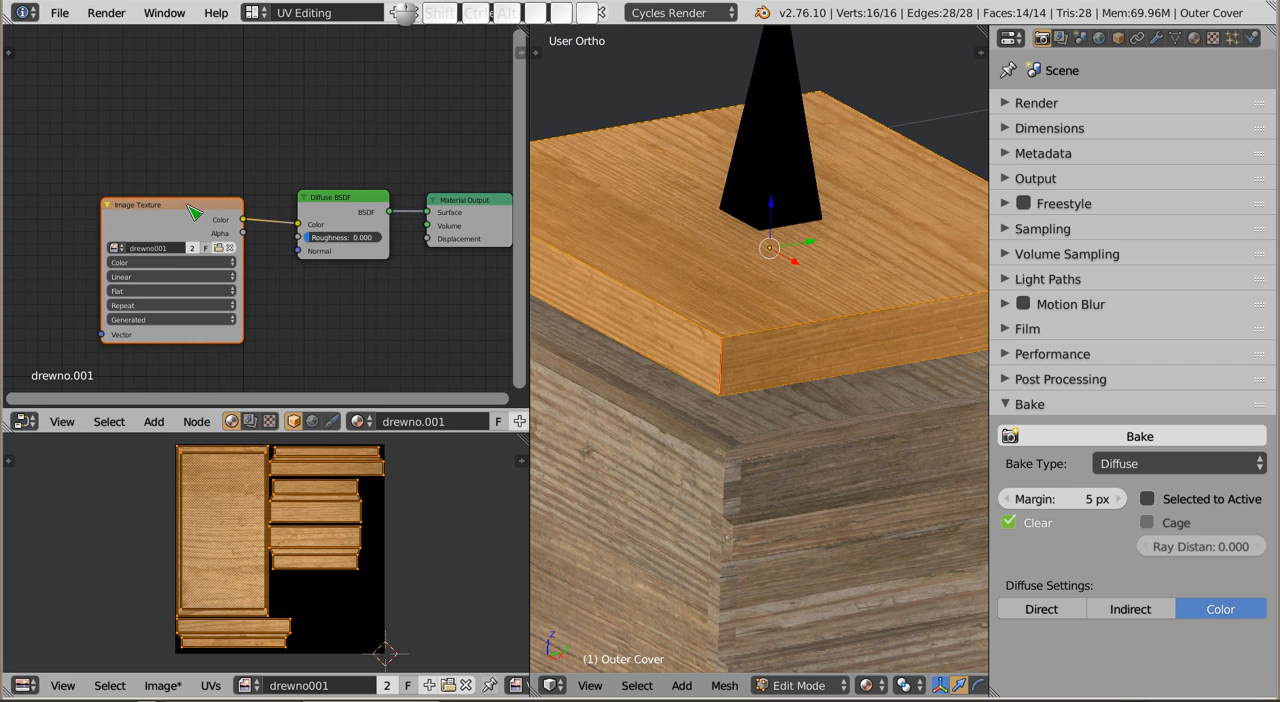 File Render Window Help UV Editing Shift Ctrl Alt Cycles Render v2.76.10 | Verts:16/16 | Edges:28/28 | Faces:14/14 | Tris:28 | Mem:69.96M | Outer Cover
User Ortho
Scene
Render
Dimensions
Metadata
Output
Freestyle
Sampling
Volume Sampling
Light Paths
Motion Blur
Film
Performance
Post Processing
Bake
Bake
Bake Type: Diffuse
Margin: 5 px Selected to Active
Clear Cage
Ray Distan: 0.000
Diffuse Settings:
Direct Indirect Color
Image Texture
Color
Alpha
drewno001 2 F
Color
Linear
Flat
Repeat
Generated
Vector
Diffuse BSDF
BSDF
Color
Roughness: 0.000
Normal
Material Output
Surface
Volume
Displacement
drewno.001
View Select Add Node drewno.001 F
Z
(1) Outer Cover
View Select Image* UVs drewno001 2 F
View Select Add Mesh Edit Mode